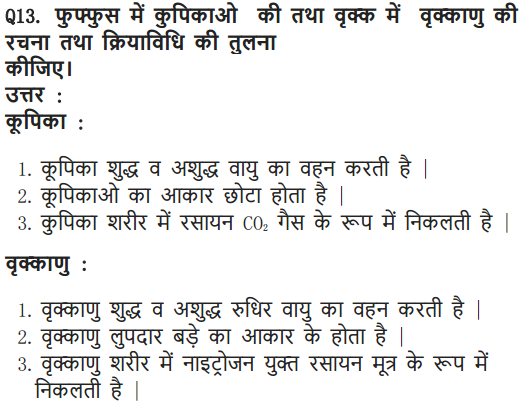 Q13. फुफ्फुस में कुपिकाओ की तथा वृक्क में वृक्काणु की
रचना तथा क्रियाविधि की तुलना
कीजिए।
उत्तर :
कूपिका :
1. कूपिका शुद्ध व अशुद्ध वायु का वहन करती है |
2. कूपिकाओ का आकार छोटा होता है |
3. कुपिका शरीर में रसायन CO₂ गैस के रूप में निकलती है |
वृक्काणु :
1. वृक्काणु शुद्ध व अशुद्ध रुधिर वायु का वहन करती है |
2. वृक्काणु लुपदार बड़े का आकार के होता है |
3. वृक्काणु शरीर में नाइट्रोजन युक्त रसायन मूत्र के रूप में
निकलती है |